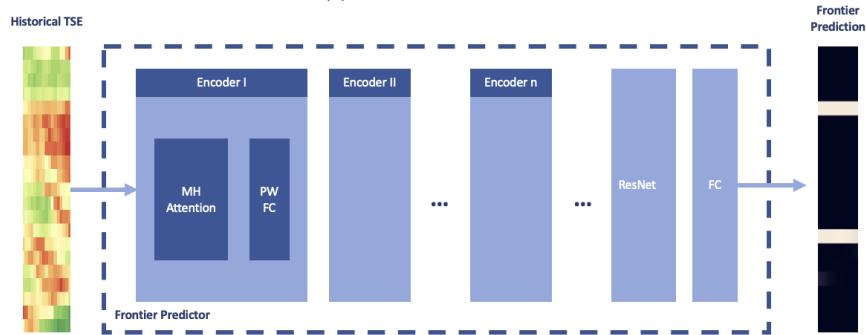 Historical TSE
Frontier
Prediction
Encoder I
Encoder II
Encoder n
MH
Attention
PW
FC
...
...
ResNet
FC
Frontier Predictor